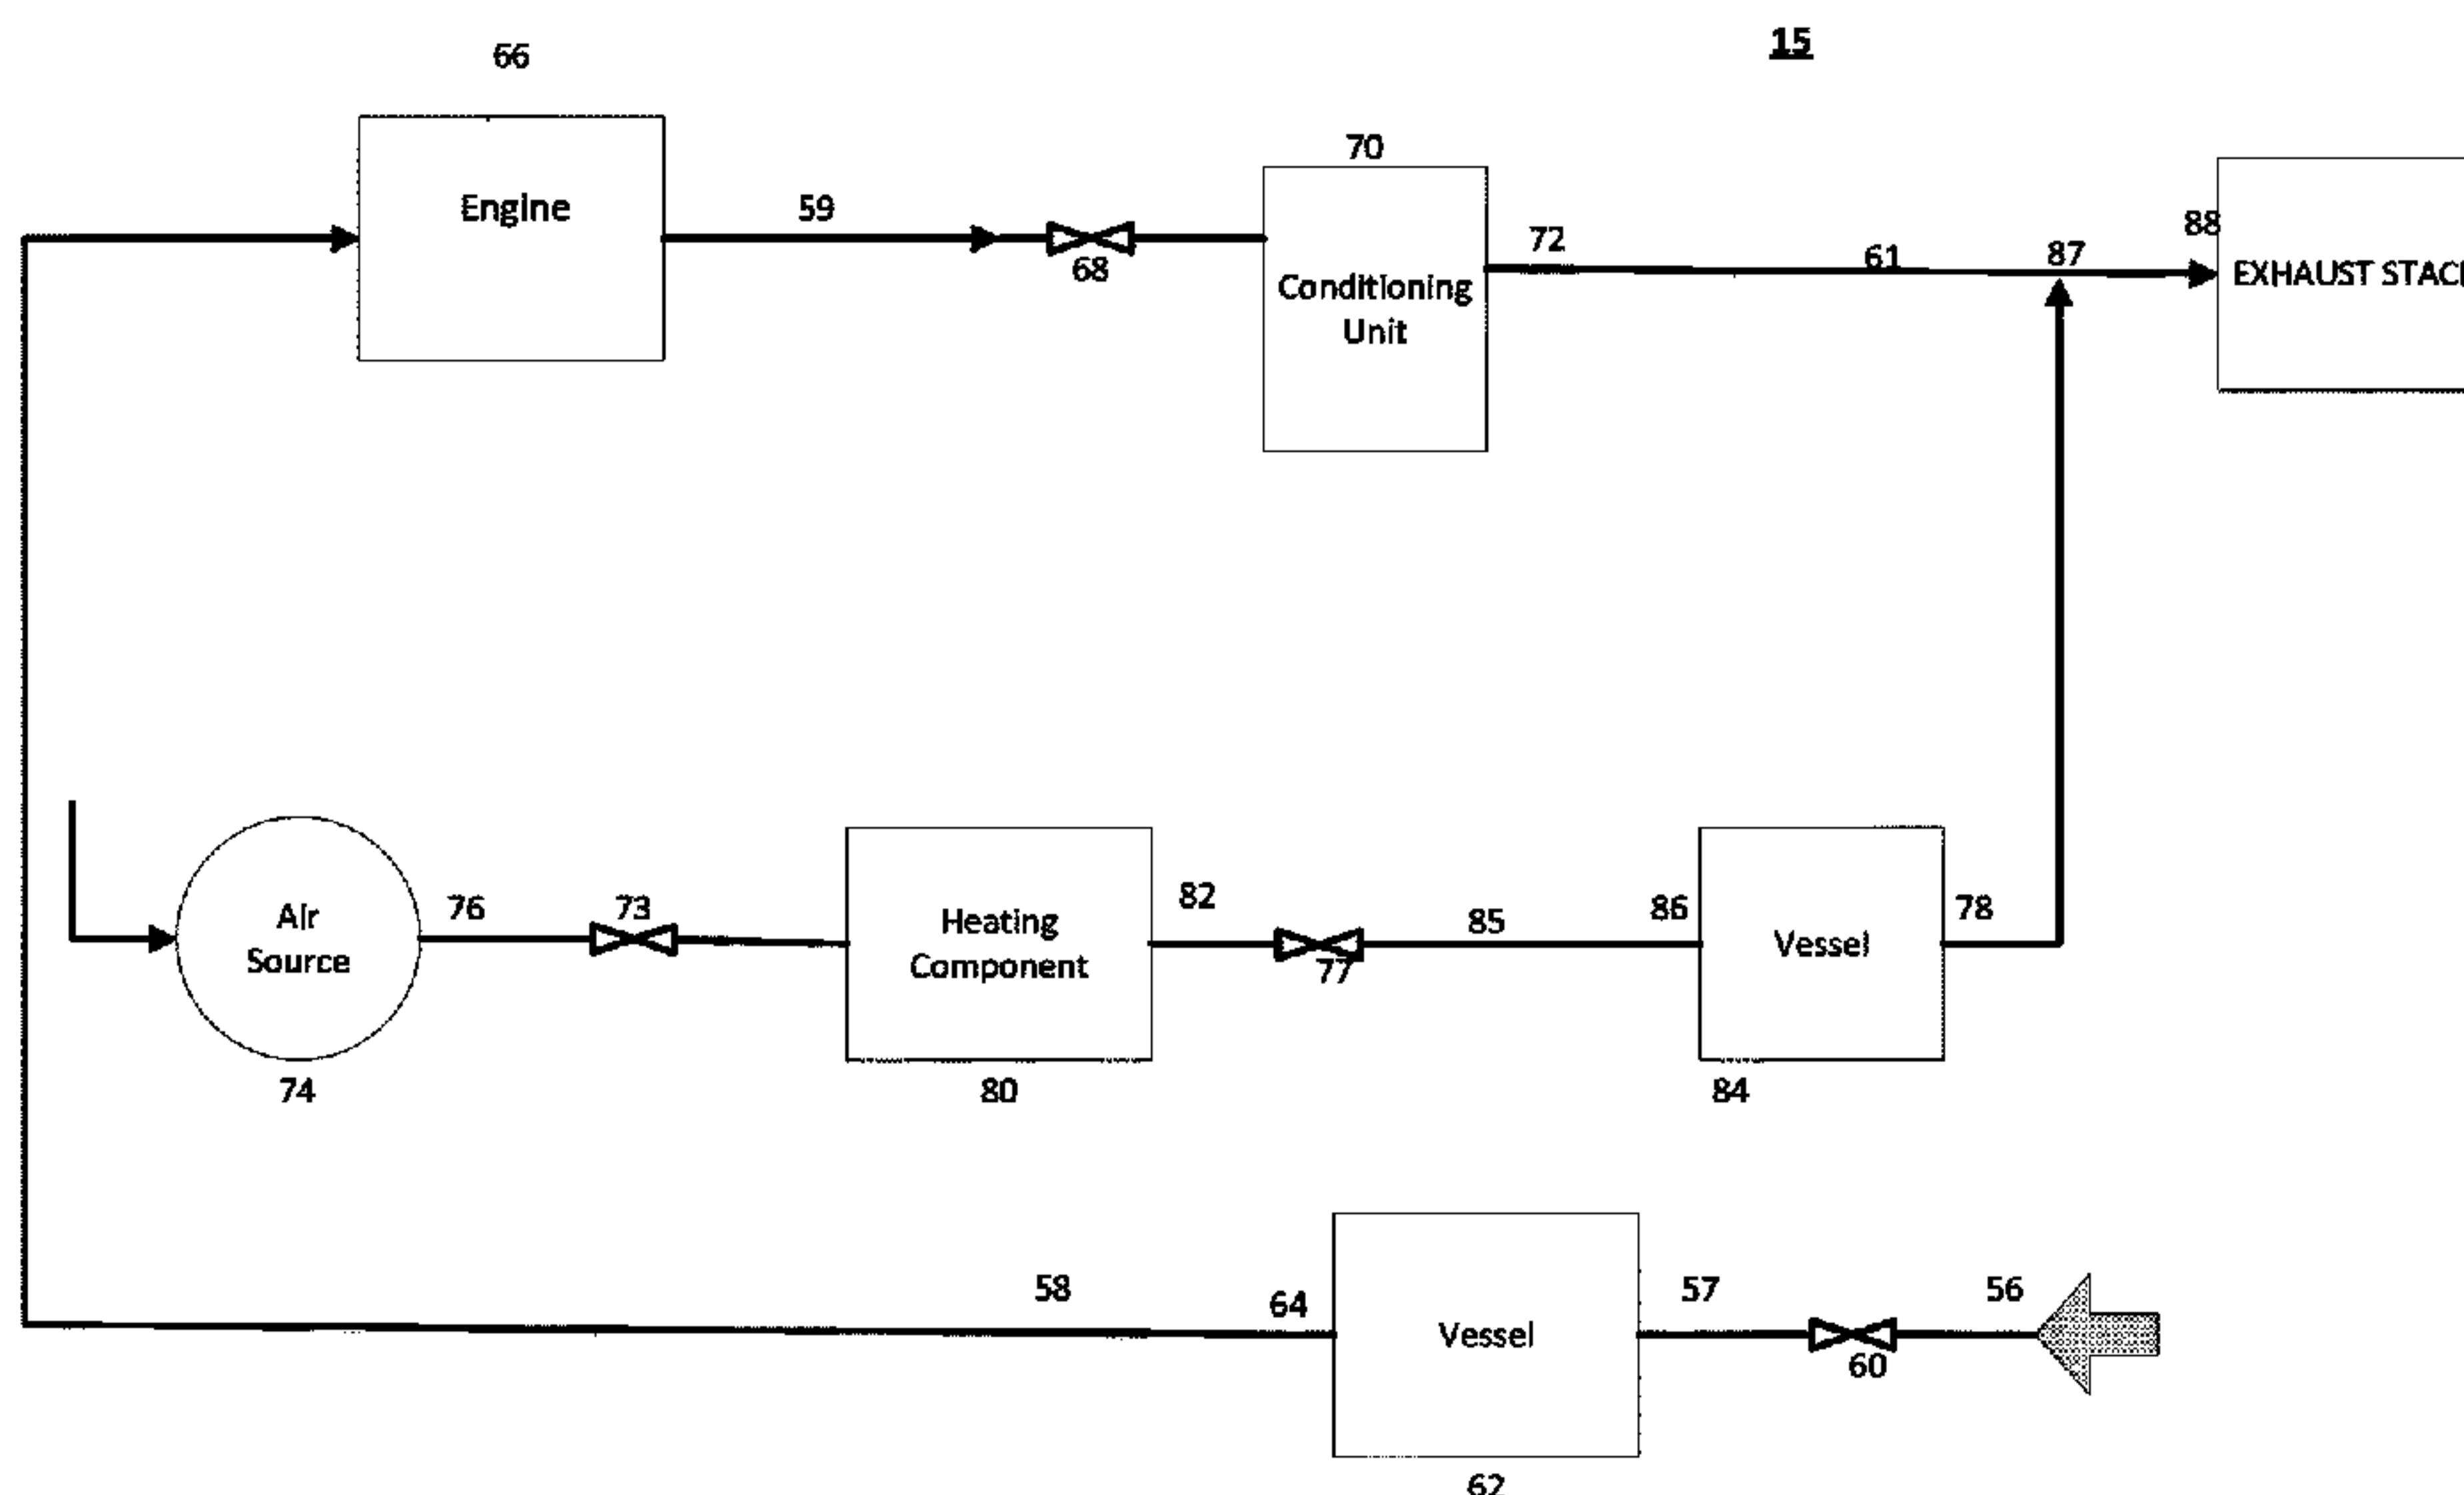 15
66
Engine
59
68
70
Conditioning
Unit
72
61
87
88
EXHAUST STAC
Air
Source
74
76
73
Heating
Component
80
82
77
85
86
Vessel
84
78
58
64
Vessel
62
57
60
56